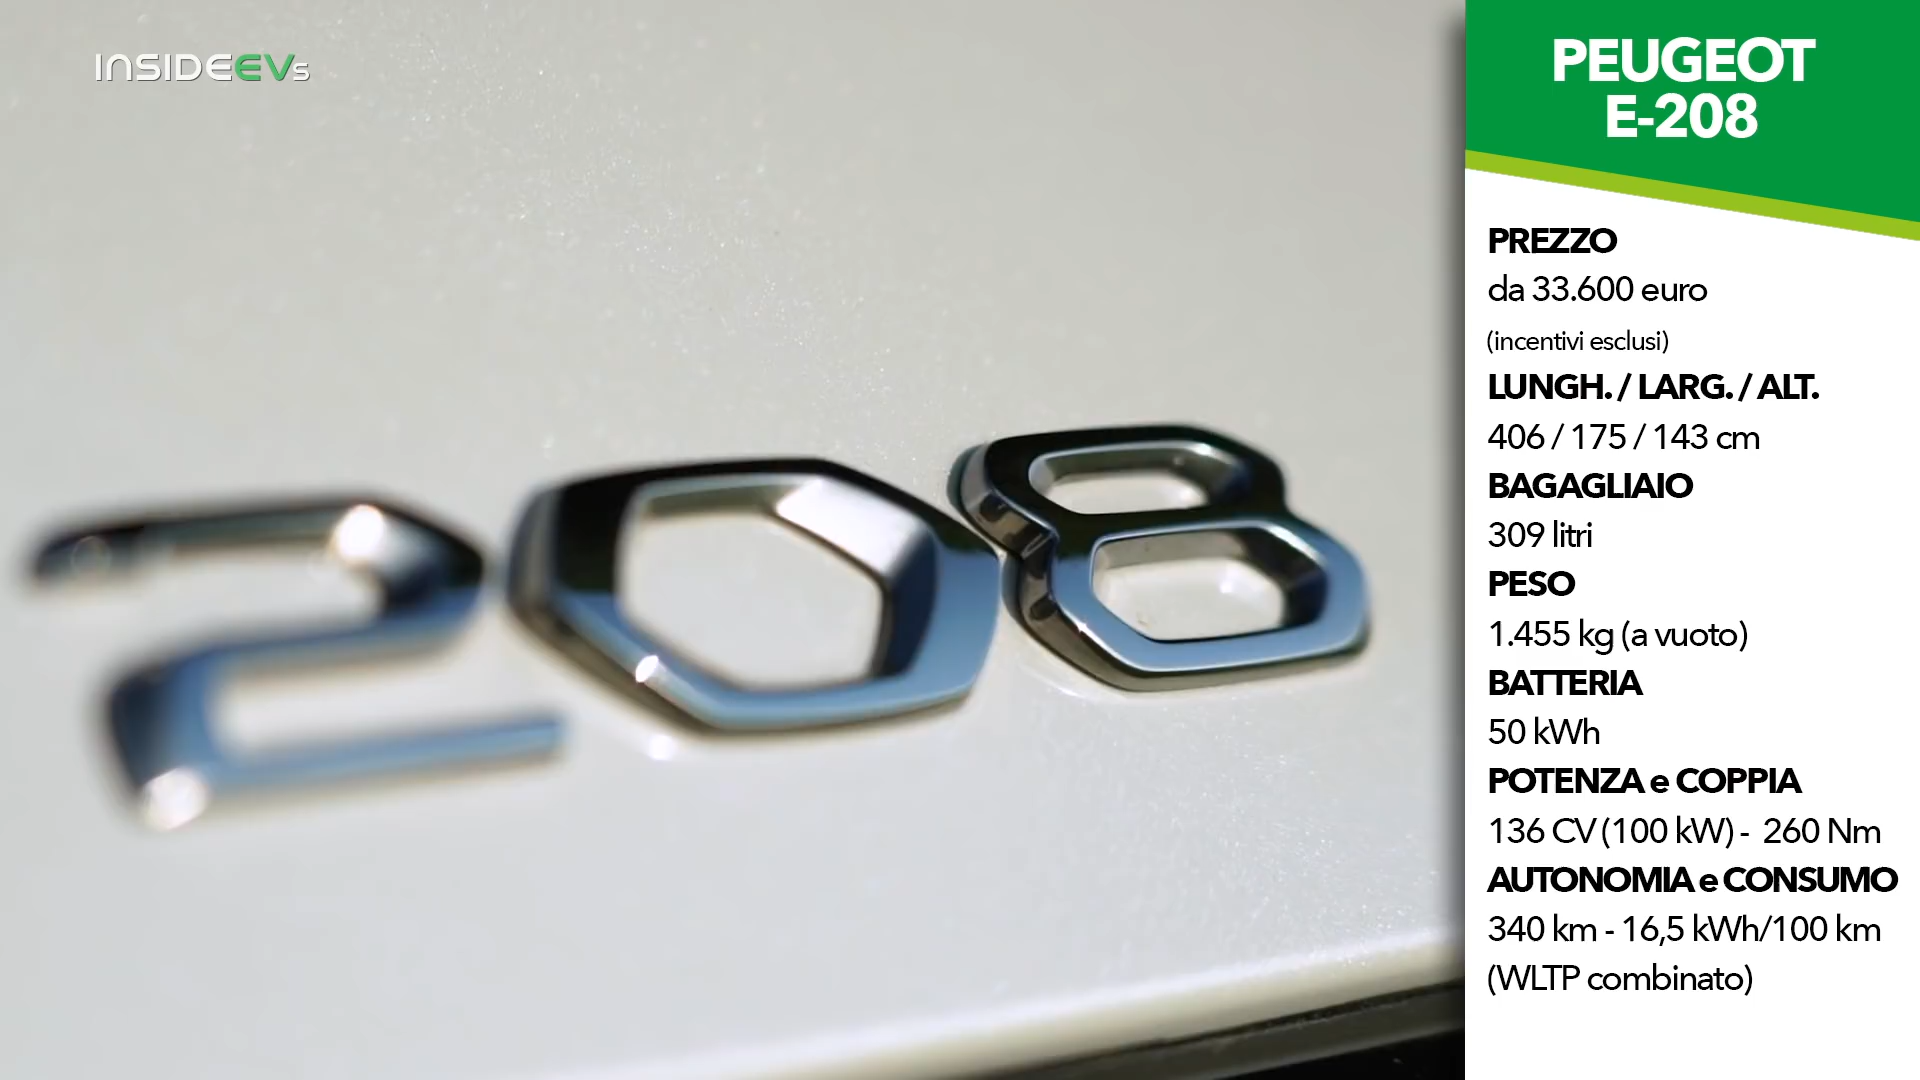 INSIDEEVs
208
PEUGEOT
E-208
PREZZO
da 33.600 euro
(incentivi esclusi)
LUNGH. / LARG. / ALT.
406 / 175 / 143 cm
BAGAGLIAIO
309 litri
PESO
1.455 kg (a vuoto)
BATTERIA
50 kWh
POTENZA e COPPIA
136 CV (100 kW) - 260 Nm
AUTONOMIA e CONSUMO
340 km - 16,5 kWh/100 km
(WLTP combinato)